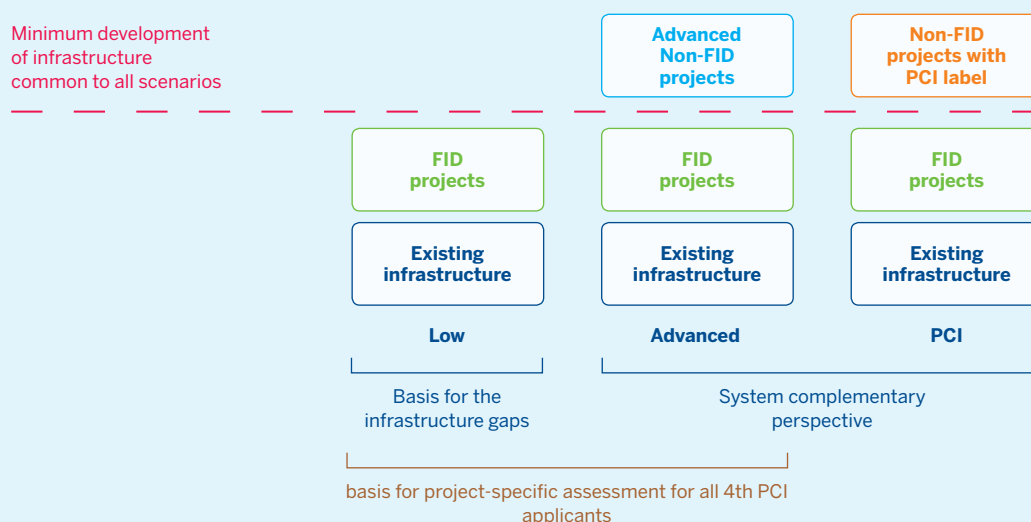 Minimum development
of infrastructure
common to all scenarios
Advanced
Non-FID
projects
Non-FID
projects with
PCI label
FID
projects
FID
projects
FID
projects
Existing
infrastructure
Existing
infrastructure
Existing
infrastructure
Low
Advanced
PCI
Basis for the
infrastructure gaps
System complementary
perspective
basis for project-specific assessment for all 4th PCI
applicants